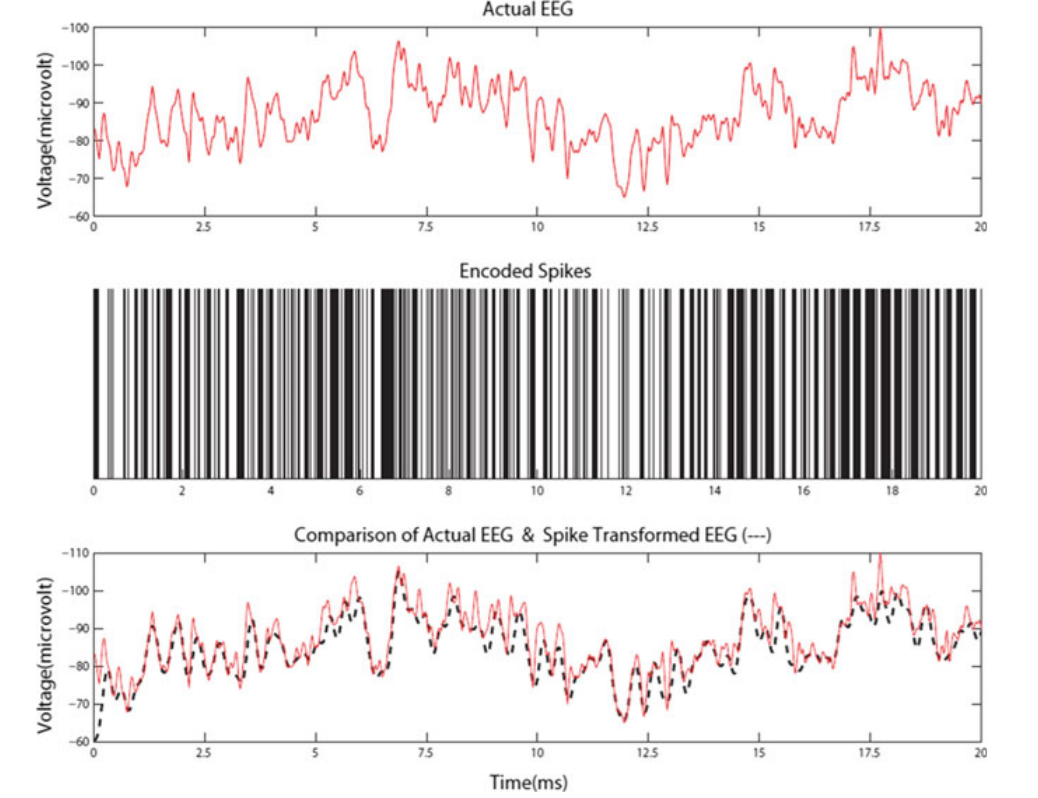 Actual EEG
Voltage(microvolt)
−100
−100
−90
−80
−70
−60
0 2.5 5 7.5 10 12.5 15 17.5 20
Encoded Spikes
0 2 4 6 8 10 12 14 16 18 20
Comparison of Actual EEG & Spike Transformed EEG (---)
Voltage(microvolt)
−110
−100
−90
−80
−70
−60
0 2.5 5 7.5 10 12.5 15 17.5 20
Time(ms)